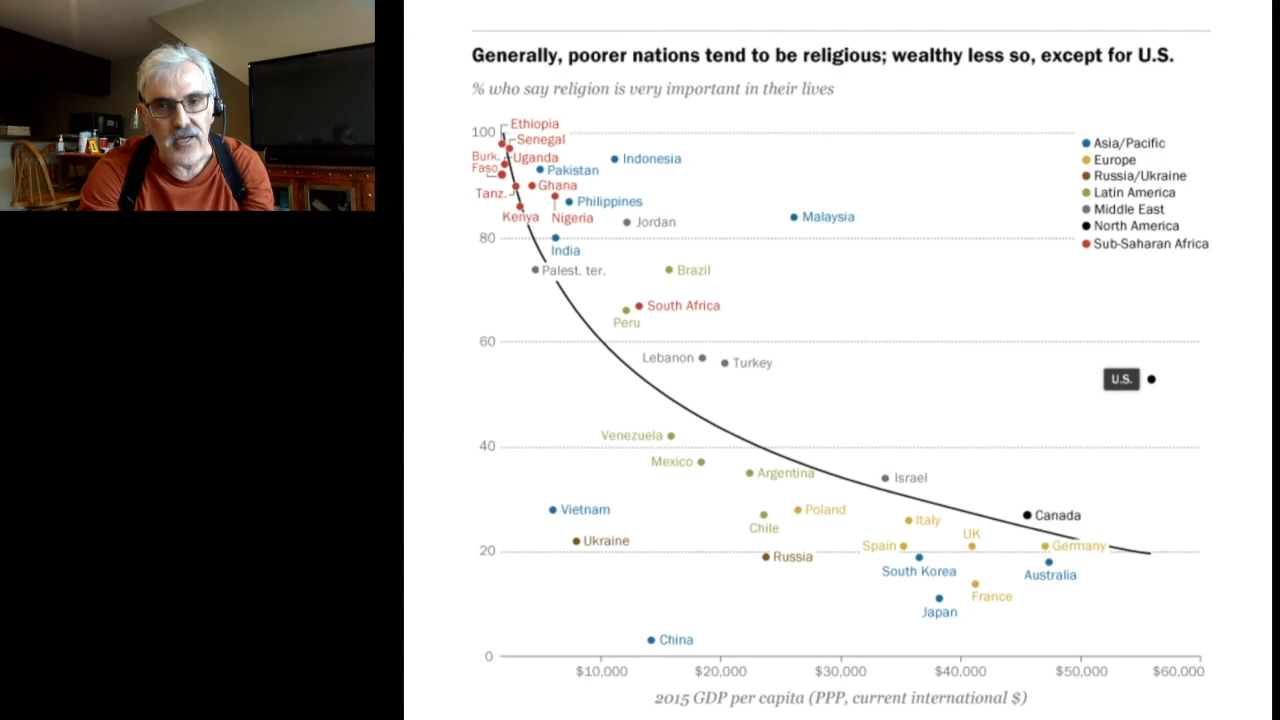 Generally, poorer nations tend to be religious; wealthy less so, except for U.S.
% who say religion is very important in their lives
100
80
60
40
20
0
Ethiopia
Senegal
Burk. Faso
Uganda
Pakistan
Indonesia
Tanz.
Ghana
Philippines
Kenya
Nigeria
Jordan
Malaysia
India
Palest. ter.
Brazil
South Africa
Peru
Lebanon
Turkey
U.S.
Venezuela
Mexico
Argentina
Israel
Vietnam
Chile
Poland
Italy
Canada
Ukraine
Russia
Spain
UK
Germany
South Korea
Australia
France
Japan
China
Asia/Pacific
Europe
Russia/Ukraine
Latin America
Middle East
North America
Sub-Saharan Africa
$10,000
$20,000
$30,000
$40,000
$50,000
$60,000
2015 GDP per capita (PPP, current international $)